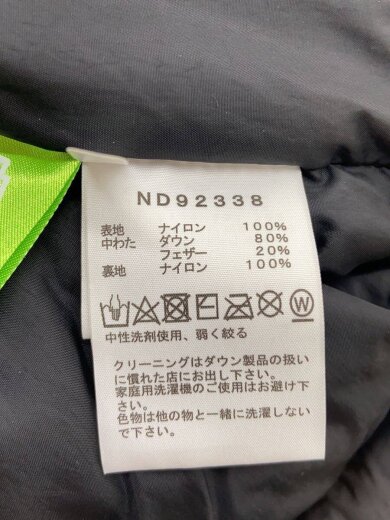 ND92338
表地 ナイロン 100%
中わた ダウン 80%
フェザー 20%
裏地 ナイロン 100%
W
中性洗剤使用、弱く絞る
クリーニングはダウン製品の扱い
に慣れた店にお出し下さい。
家庭用洗濯機のご使用はお避け下
さい。
色物は他の物と一緒に洗濯しない
で下さい。